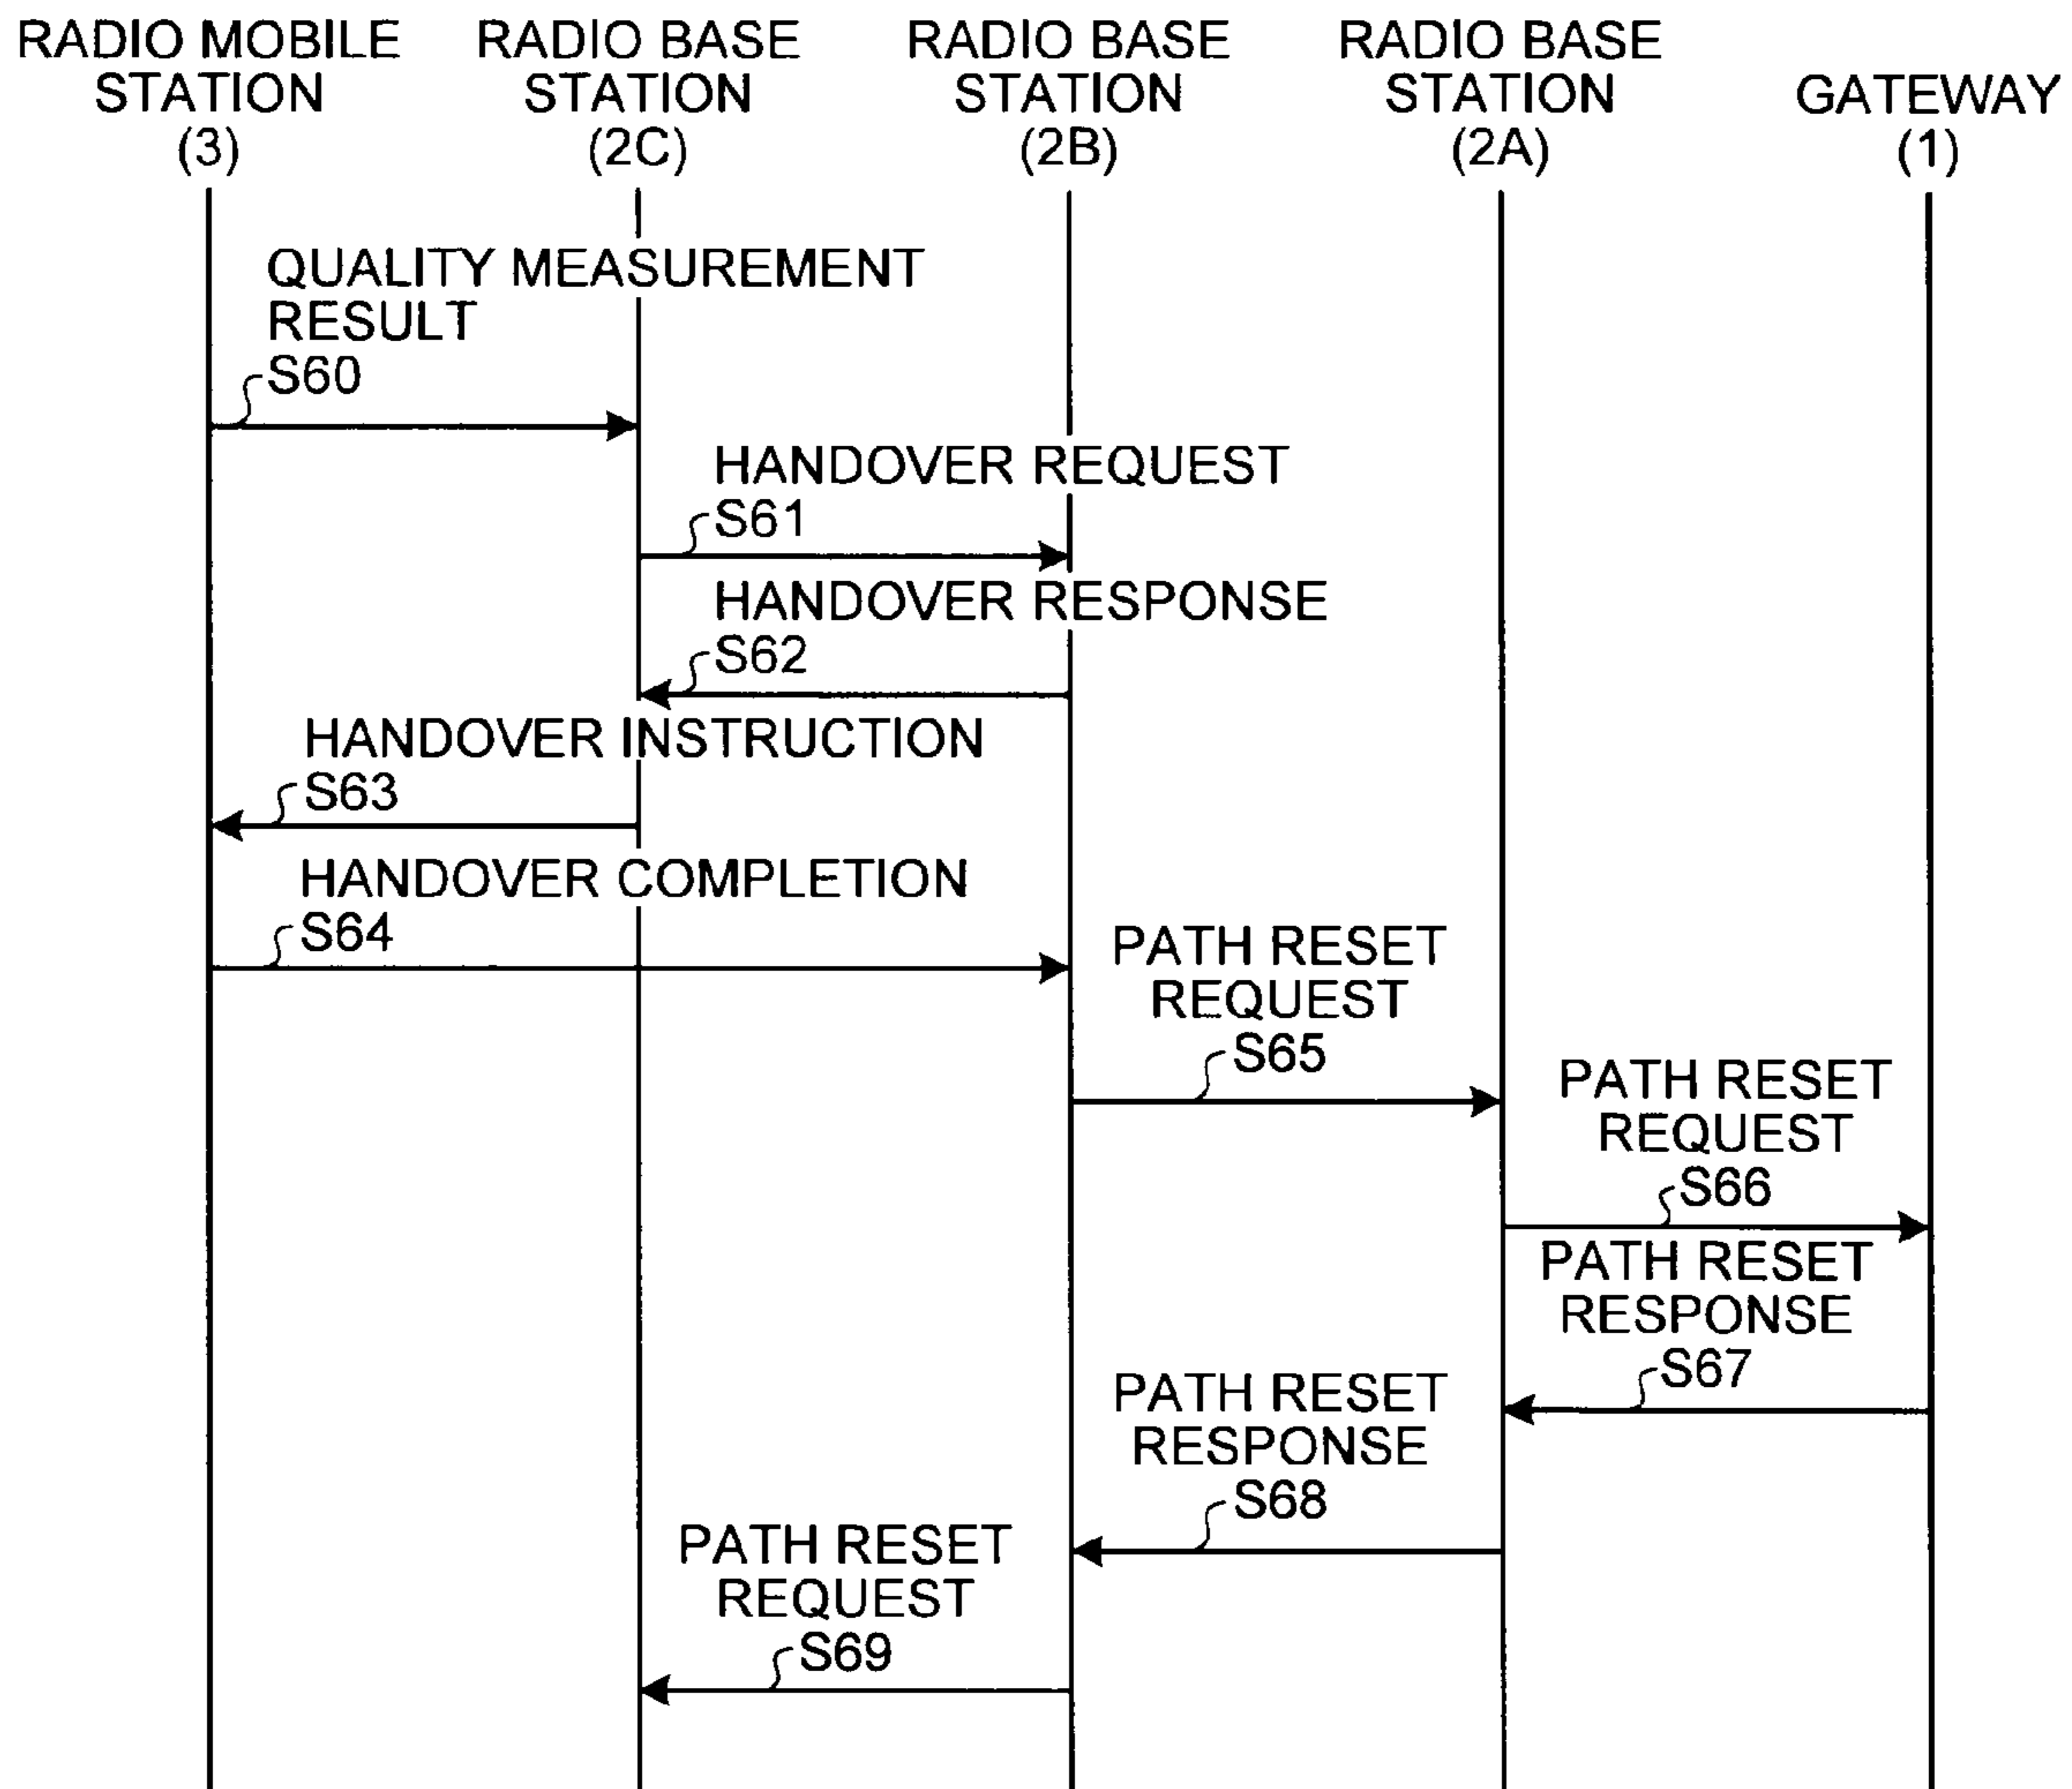 RADIO MOBILE
STATION
(3)
RADIO BASE
STATION
(2C)
RADIO BASE
STATION
(2B)
RADIO BASE
STATION
(2A)
GATEWAY
(1)
QUALITY MEASUREMENT
RESULT
S60
HANDOVER REQUEST
S61
HANDOVER RESPONSE
S62
HANDOVER INSTRUCTION
S63
HANDOVER COMPLETION
S64
PATH RESET
REQUEST
S65
PATH RESET
REQUEST
S66
PATH RESET
RESPONSE
S67
PATH RESET
RESPONSE
S68
PATH RESET
REQUEST
S69